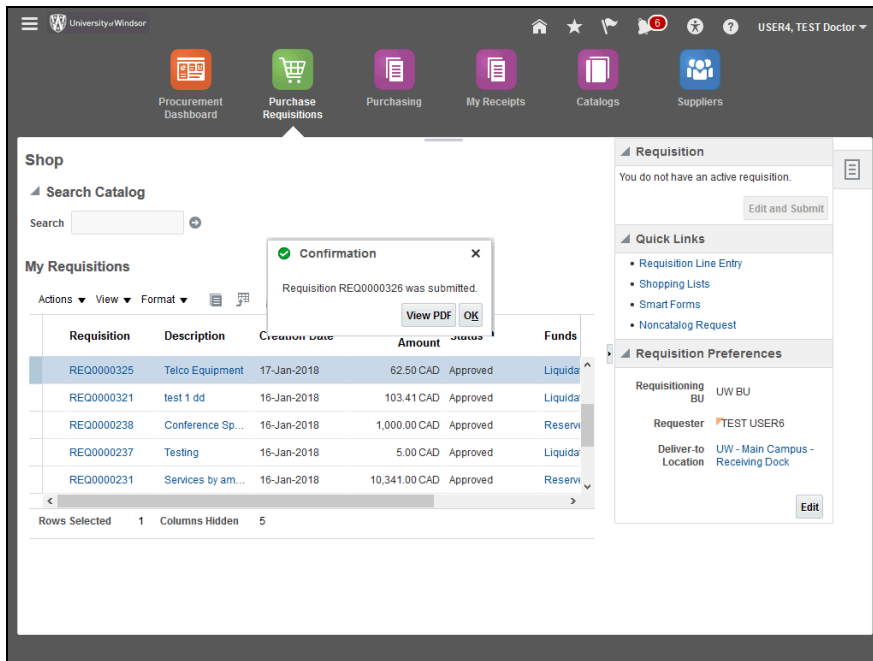 University of Windsor
6
USER4, TEST Doctor
Procurement
Dashboard
Purchase
Requisitions
Purchasing
My Receipts
Catalogs
Suppliers
Shop
Search Catalog
Search
My Requisitions
Actions View Format
Confirmation
Requisition REQ0000326 was submitted.
View PDF OK
Requisition Description Creation Date Amount Status Funds
REQ0000325 Telco Equipment 17-Jan-2018 62.50 CAD Approved Liquida
REQ0000321 test 1 dd 16-Jan-2018 103.41 CAD Approved Liquida
REQ0000238 Conference Sp... 16-Jan-2018 1,000.00 CAD Approved Reserve
REQ0000237 Testing 16-Jan-2018 5.00 CAD Approved Liquida
REQ0000231 Services by am... 16-Jan-2018 10,341.00 CAD Approved Reserve
Rows Selected 1 Columns Hidden 5
Requisition
You do not have an active requisition.
Edit and Submit
Quick Links
Requisition Line Entry
Shopping Lists
Smart Forms
Noncatalog Request
Requisition Preferences
Requisitioning
BU
UW BU
Requester TEST USER6
Deliver-to
Location
UW - Main Campus -
Receiving Dock
Edit